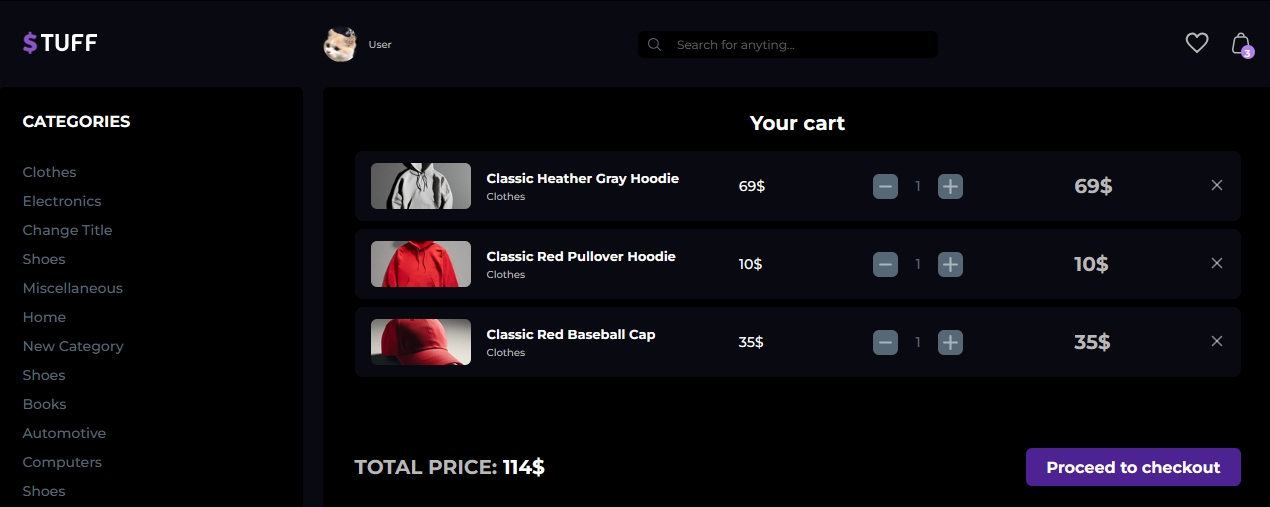 $TUFF
User
Search for anyting...
3
CATEGORIES
Clothes
Electronics
Change Title
Shoes
Miscellaneous
Home
New Category
Shoes
Books
Automotive
Computers
Shoes
Your cart
Classic Heather Gray Hoodie
Clothes
69$
1
69$
Classic Red Pullover Hoodie
Clothes
10$
1
10$
Classic Red Baseball Cap
Clothes
35$
1
35$
TOTAL PRICE: 114$
Proceed to checkout